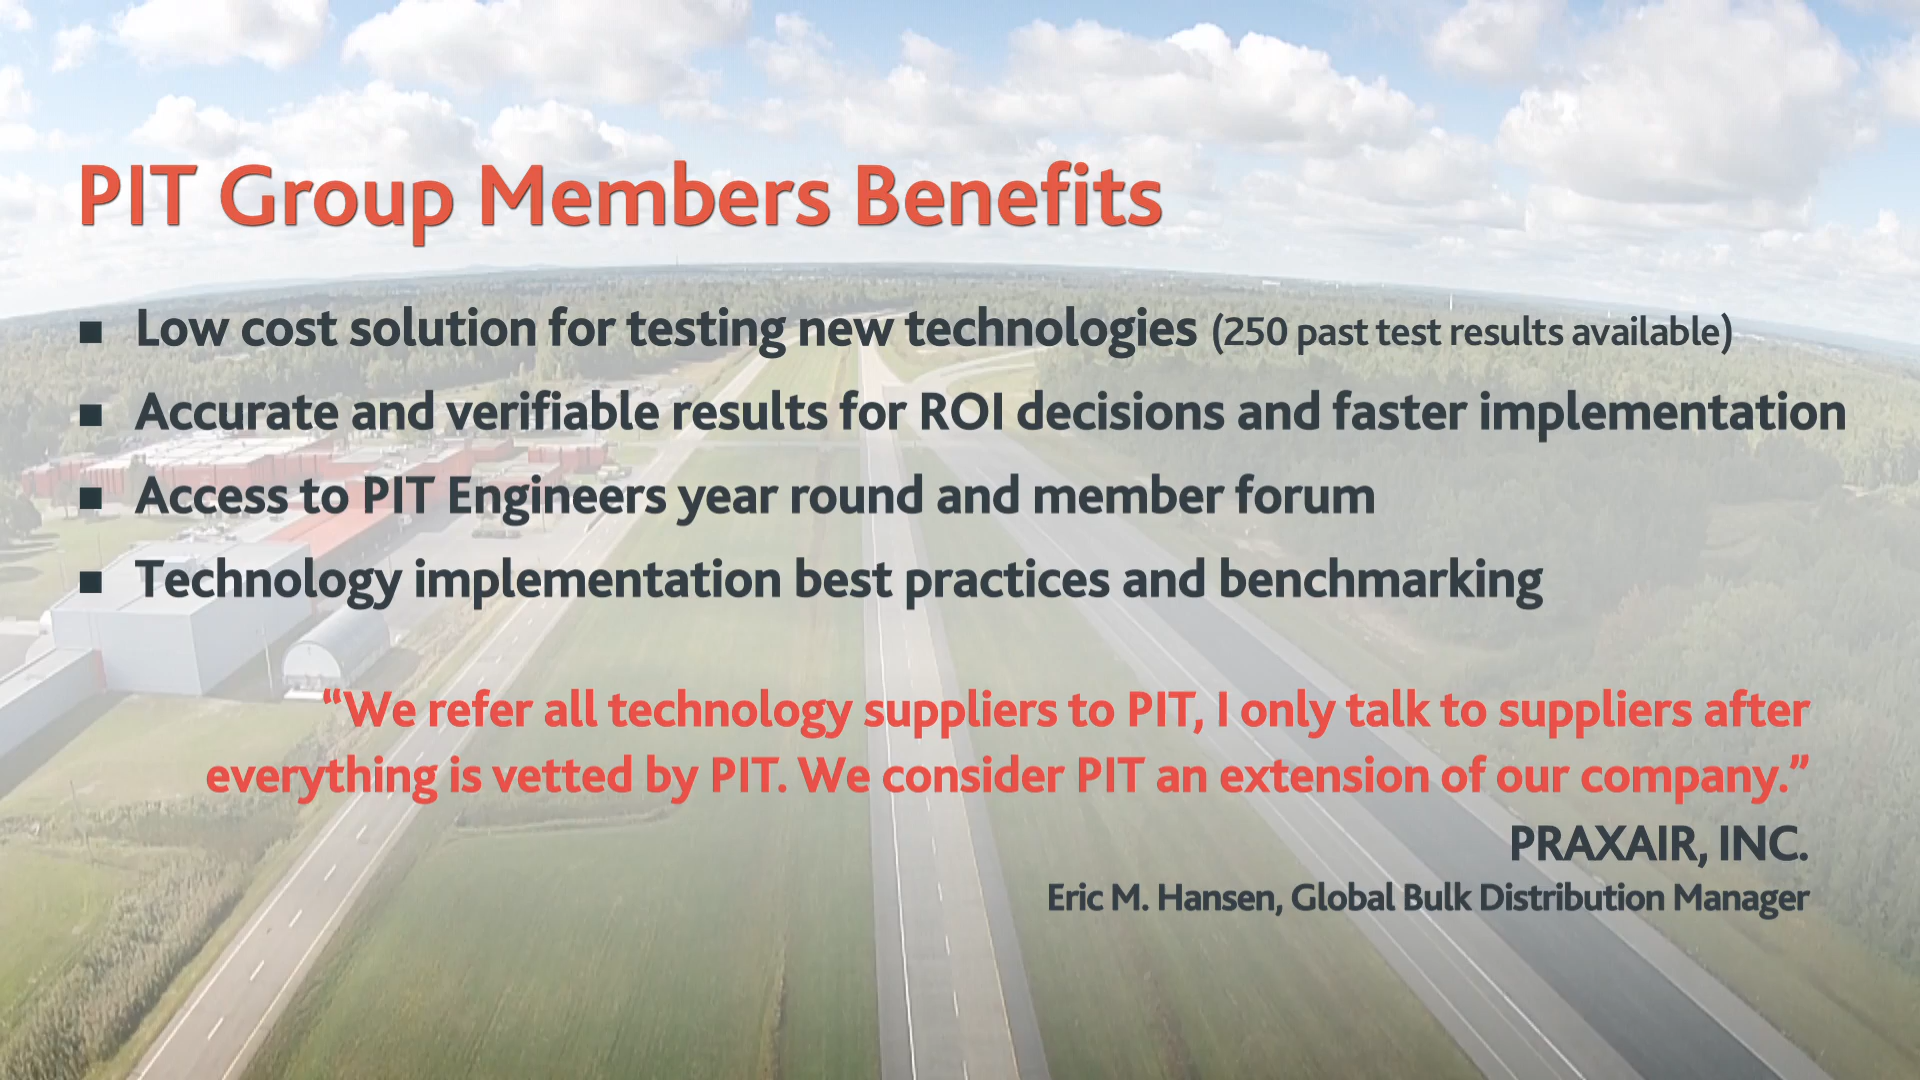 PIT Group Members Benefits
▪ Low cost solution for testing new technologies (250 past test results available)
▪ Accurate and verifiable results for ROI decisions and faster implementation
▪ Access to PIT Engineers year round and member forum
▪ Technology implementation best practices and benchmarking
“We refer all technology suppliers to PIT, I only talk to suppliers after
everything is vetted by PIT. We consider PIT an extension of our company.”
PRAXAIR, INC.
Eric M. Hansen, Global Bulk Distribution Manager